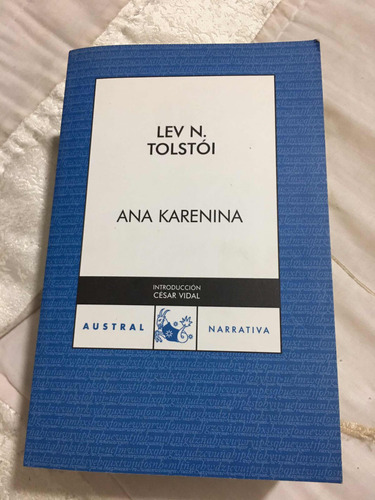 LEV N.
TOLSTÓI
ANA KARENINA
INTRODUCCIÓN
CÉSAR VIDAL
AUSTRAL NARRATIVA